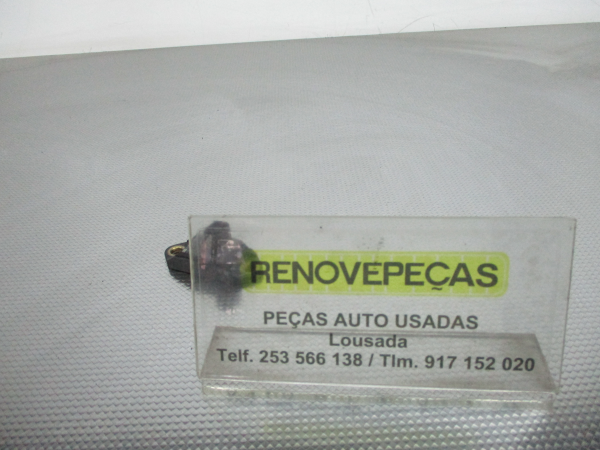 RENOVEPEÇAS
PEÇAS AUTO USADAS
Lousada
Telf. 253 566 138 / Tlm. 917 152 020